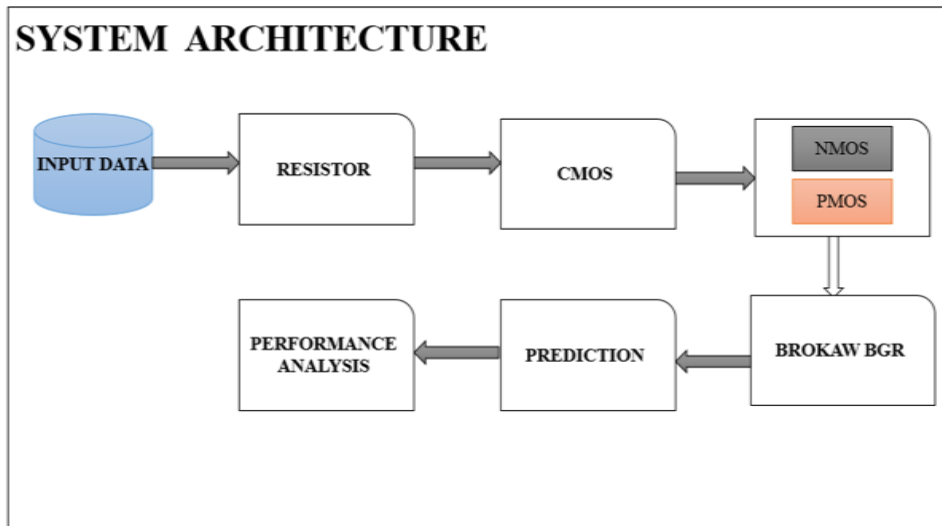 SYSTEM ARCHITECTURE
INPUT DATA
RESISTOR
CMOS
NMOS
PMOS
BROKAW BGR
PREDICTION
PERFORMANCE
ANALYSIS